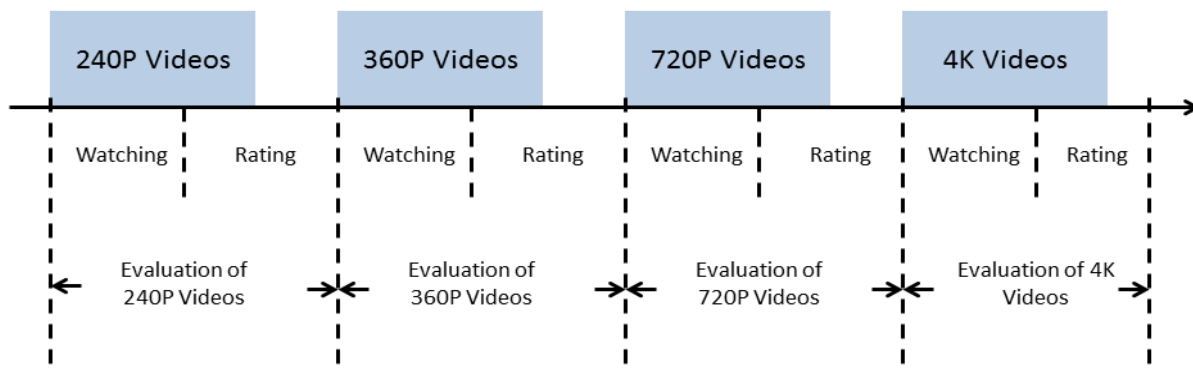 240P Videos 360P Videos 720P Videos 4K Videos
Watching Rating Watching Rating Watching Rating Watching Rating
Evaluation of
240P Videos
Evaluation of
360P Videos
Evaluation of
720P Videos
Evaluation of 4K
Videos